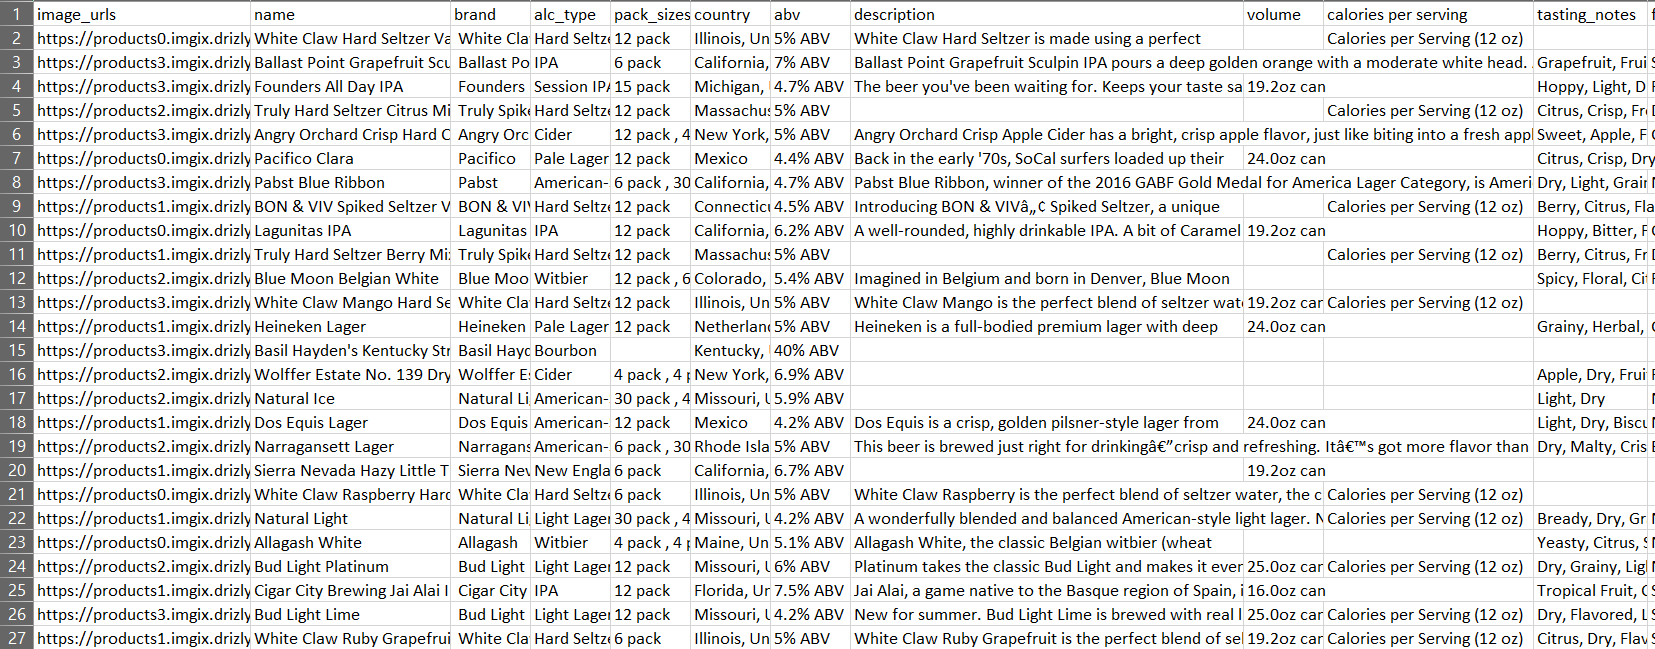 1 image_urls name brand alc_type pack_sizes country abv description volume calories per serving tasting_notes
2 https://products0.imgix.drizly White Claw Hard Seltzer Va White Cla Hard Seltze 12 pack Illinois, Un 5% ABV White Claw Hard Seltzer is made using a perfect Calories per Serving (12 oz)
3 https://products3.imgix.drizly Ballast Point Grapefruit Scu Ballast Po IPA 6 pack California, 7% ABV Ballast Point Grapefruit Sculpin IPA pours a deep golden orange with a moderate white head. Grapefruit, Frui
4 https://products3.imgix.drizly Founders All Day IPA Founders Session IPA 15 pack Michigan, 4.7% ABV The beer you've been waiting for. Keeps your taste sa 19.2oz can Hoppy, Light, D
5 https://products2.imgix.drizly Truly Hard Seltzer Citrus Mi Truly Spike Hard Seltze 12 pack Massachus 5% ABV Calories per Serving (12 oz) Citrus, Crisp, Fr
6 https://products3.imgix.drizly Angry Orchard Crisp Hard C Angry Orc Cider 12 pack , 4 New York, 5% ABV Angry Orchard Crisp Apple Cider has a bright, crisp apple flavor, just like biting into a fresh appl Sweet, Apple, F
7 https://products0.imgix.drizly Pacifico Clara Pacifico Pale Lager 12 pack Mexico 4.4% ABV Back in the early '70s, SoCal surfers loaded up their 24.0oz can Citrus, Crisp, Dry
8 https://products3.imgix.drizly Pabst Blue Ribbon Pabst American- 6 pack , 30 California, 4.7% ABV Pabst Blue Ribbon, winner of the 2016 GABF Gold Medal for America Lager Category, is Ameri Dry, Light, Grain
9 https://products1.imgix.drizly BON & VIV Spiked Seltzer V BON & VIV Hard Seltze 12 pack Connecticu 4.5% ABV Introducing BON & VIVâ„¢ Spiked Seltzer, a unique Calories per Serving (12 oz) Berry, Citrus, Fla
10 https://products0.imgix.drizly Lagunitas IPA Lagunitas IPA 12 pack California, 6.2% ABV A well-rounded, highly drinkable IPA. A bit of Caramel 19.2oz can Hoppy, Bitter, F
11 https://products1.imgix.drizly Truly Hard Seltzer Berry Mi Truly Spike Hard Seltze 12 pack Massachus 5% ABV Calories per Serving (12 oz) Berry, Citrus, Fr
12 https://products2.imgix.drizly Blue Moon Belgian White Blue Moo Witbier 12 pack , 6 Colorado, 5.4% ABV Imagined in Belgium and born in Denver, Blue Moon Spicy, Floral, Cit
13 https://products3.imgix.drizly White Claw Mango Hard Se White Cla Hard Seltze 12 pack Illinois, Un 5% ABV White Claw Mango is the perfect blend of seltzer wat 19.2oz can Calories per Serving (12 oz)
14 https://products1.imgix.drizly Heineken Lager Heineken Pale Lager 12 pack Netherland 5% ABV Heineken is a full-bodied premium lager with deep 24.0oz can Grainy, Herbal,
15 https://products3.imgix.drizly Basil Hayden's Kentucky Str Basil Hayd Bourbon Kentucky, 40% ABV
16 https://products2.imgix.drizly Wolffer Estate No. 139 Dry Wolffer Es Cider 4 pack , 4 p New York, 6.9% ABV Apple, Dry, Frui
17 https://products2.imgix.drizly Natural Ice Natural Li American- 30 pack , 4 Missouri, U 5.9% ABV Light, Dry
18 https://products1.imgix.drizly Dos Equis Lager Dos Equis American- 12 pack Mexico 4.2% ABV Dos Equis is a crisp, golden pilsner-style lager from 24.0oz can Light, Dry, Biscu
19 https://products2.imgix.drizly Narragansett Lager Narragans American- 6 pack , 30 Rhode Isla 5% ABV This beer is brewed just right for drinkingâ€”crisp and refreshing. Itâ€™s got more flavor than Dry, Malty, Cris
20 https://products1.imgix.drizly Sierra Nevada Hazy Little T Sierra Nev New Engla 6 pack California, 6.7% ABV 19.2oz can
21 https://products0.imgix.drizly White Claw Raspberry Hard White Cla Hard Seltze 12 pack Illinois, Un 5% ABV White Claw Raspberry is the perfect blend of seltzer water, the c Calories per Serving (12 oz)
22 https://products1.imgix.drizly Natural Light Natural Li Light Lager 30 pack , 4 Missouri, U 4.2% ABV A wonderfully blended and balanced American-style light lager. N Calories per Serving (12 oz) Bready, Dry, Gr
23 https://products0.imgix.drizly Allagash White Allagash Witbier 4 pack , 4 p Maine, Un 5.1% ABV Allagash White, the classic Belgian witbier (wheat Yeasty, Citrus, S
24 https://products2.imgix.drizly Bud Light Platinum Bud Light Light Lager 12 pack Missouri, U 6% ABV Platinum takes the classic Bud Light and makes it ever 25.0oz can Calories per Serving (12 oz) Dry, Grainy, Lig
25 https://products1.imgix.drizly Cigar City Brewing Jai Alai I Cigar City IPA 12 pack Florida, Un 7.5% ABV Jai Alai, a game native to the Basque region of Spain, i 16.0oz can Tropical Fruit, C
26 https://products3.imgix.drizly Bud Light Lime Bud Light Light Lager 12 pack Missouri, U 4.2% ABV New for summer. Bud Light Lime is brewed with real l 25.0oz can Calories per Serving (12 oz) Dry, Flavored, L
27 https://products1.imgix.drizly White Claw Ruby Grapefrui White Cla Hard Seltze 6 pack Illinois, Un 5% ABV White Claw Ruby Grapefruit is the perfect blend of sel 19.2oz can Calories per Serving (12 oz) Citrus, Dry, Flav